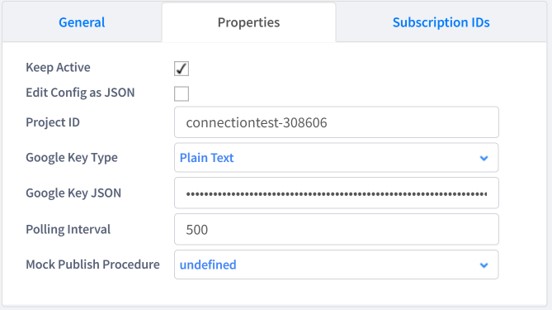 General Properties Subscription IDs
Keep Active
Edit Config as JSON
Project ID connectiontest-308606
Google Key Type Plain Text
Google Key JSON
Polling Interval 500
Mock Publish Procedure undefined